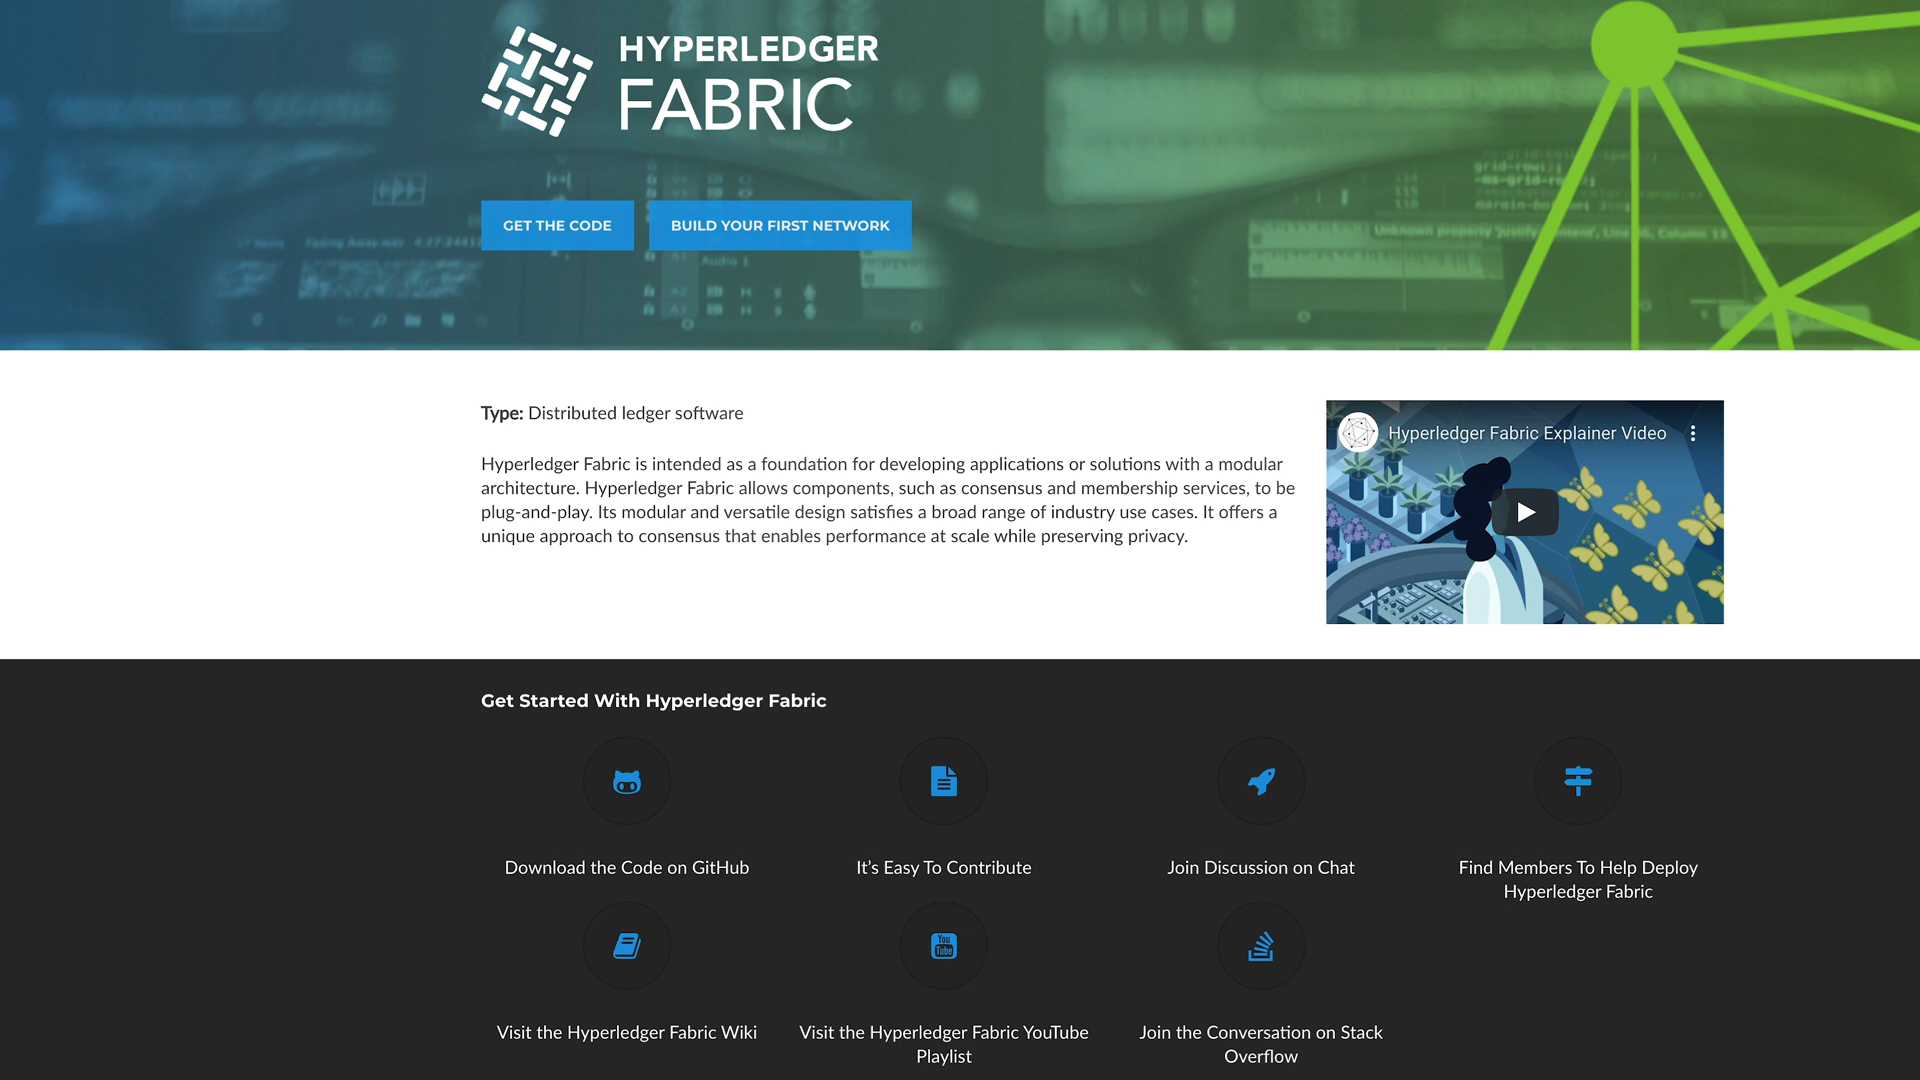 HYPERLEDGER
FABRIC
GET THE CODE
BUILD YOUR FIRST NETWORK
Audio 1
Type: Distributed ledger software
Hyperledger Fabric is intended as a foundation for developing applications or solutions with a modular
architecture. Hyperledger Fabric allows components, such as consensus and membership services, to be
plug-and-play. Its modular and versatile design satisfies a broad range of industry use cases. It offers a
unique approach to consensus that enables performance at scale while preserving privacy.
Hyperledger Fabric Explainer Video
Get Started With Hyperledger Fabric
Download the Code on GitHub
It’s Easy To Contribute
Join Discussion on Chat
Find Members To Help Deploy
Hyperledger Fabric
You
Tube
Visit the Hyperledger Fabric Wiki
Visit the Hyperledger Fabric YouTube
Playlist
Join the Conversation on Stack
Overflow